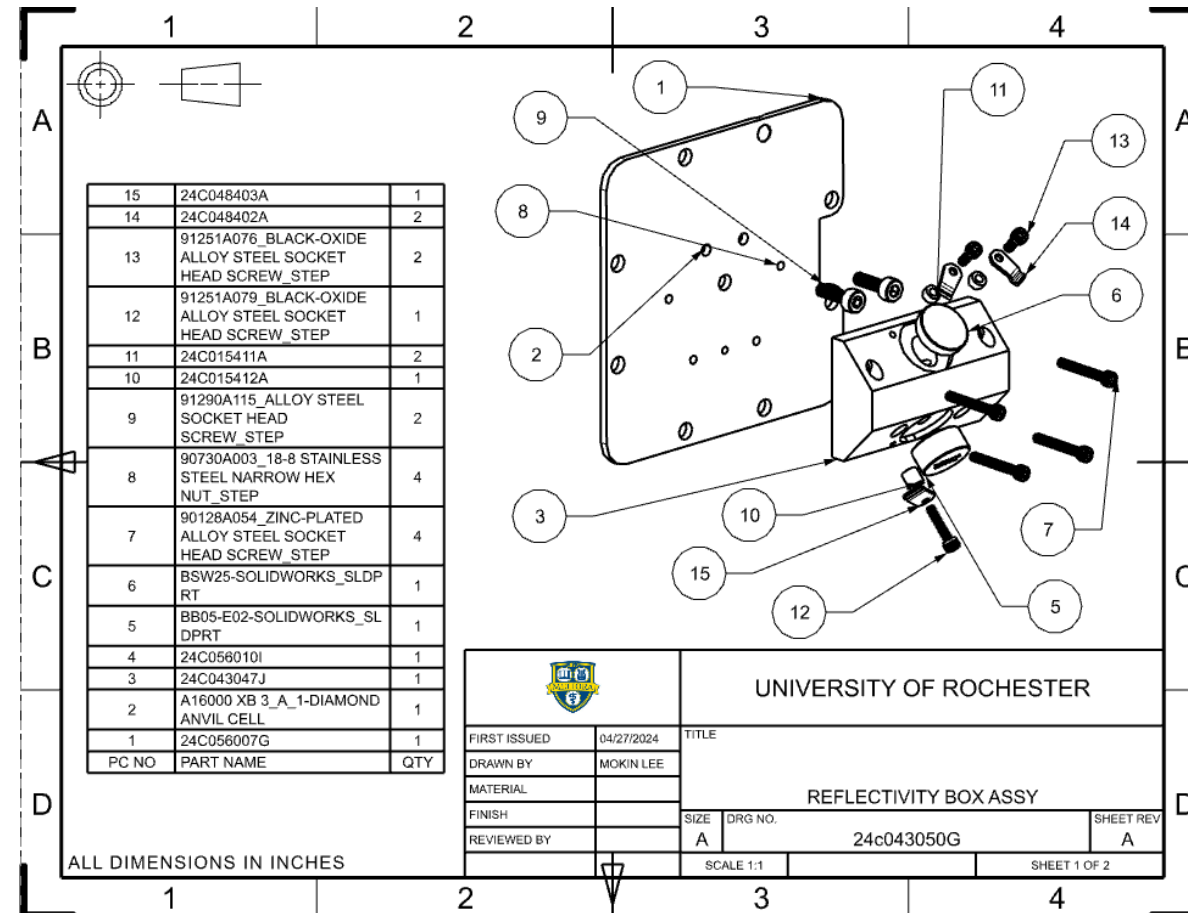 1 2 3 4
A
A
B
B
C
C
D
D
15 24C048403A 1
14 24C048402A 2
13 91251A076_BLACK-OXIDE
ALLOY STEEL SOCKET
HEAD SCREW_STEP 2
12 91251A079_BLACK-OXIDE
ALLOY STEEL SOCKET
HEAD SCREW_STEP 1
11 24C015411A 2
10 24C015412A 1
9 91290A115_ALLOY STEEL
SOCKET HEAD
SCREW_STEP 2
8 90730A003_18-8 STAINLESS
STEEL NARROW HEX
NUT_STEP 4
7 90128A054_ZINC-PLATED
ALLOY STEEL SOCKET
HEAD SCREW_STEP 4
6 BSW25-SOLIDWORKS_SLDP
RT 1
5 BB05-E02-SOLIDWORKS_SL
DPRT 1
4 24C056010I 1
3 24C043047J 1
2 A16000 XB 3_A_1-DIAMOND
ANVIL CELL 1
1 24C056007G 1
PC NO PART NAME QTY
1
9
11
13
8
14
6
2
3
10
7
15
12
5
UNIVERSITY OF ROCHESTER
FIRST ISSUED 04/27/2024
DRAWN BY MOKIN LEE
MATERIAL
FINISH
REVIEWED BY
TITLE
REFLECTIVITY BOX ASSY
SIZE DRG NO. SHEET REV
A 24c043050G A
SCALE 1:1 SHEET 1 OF 2
ALL DIMENSIONS IN INCHES
1 2 3 4